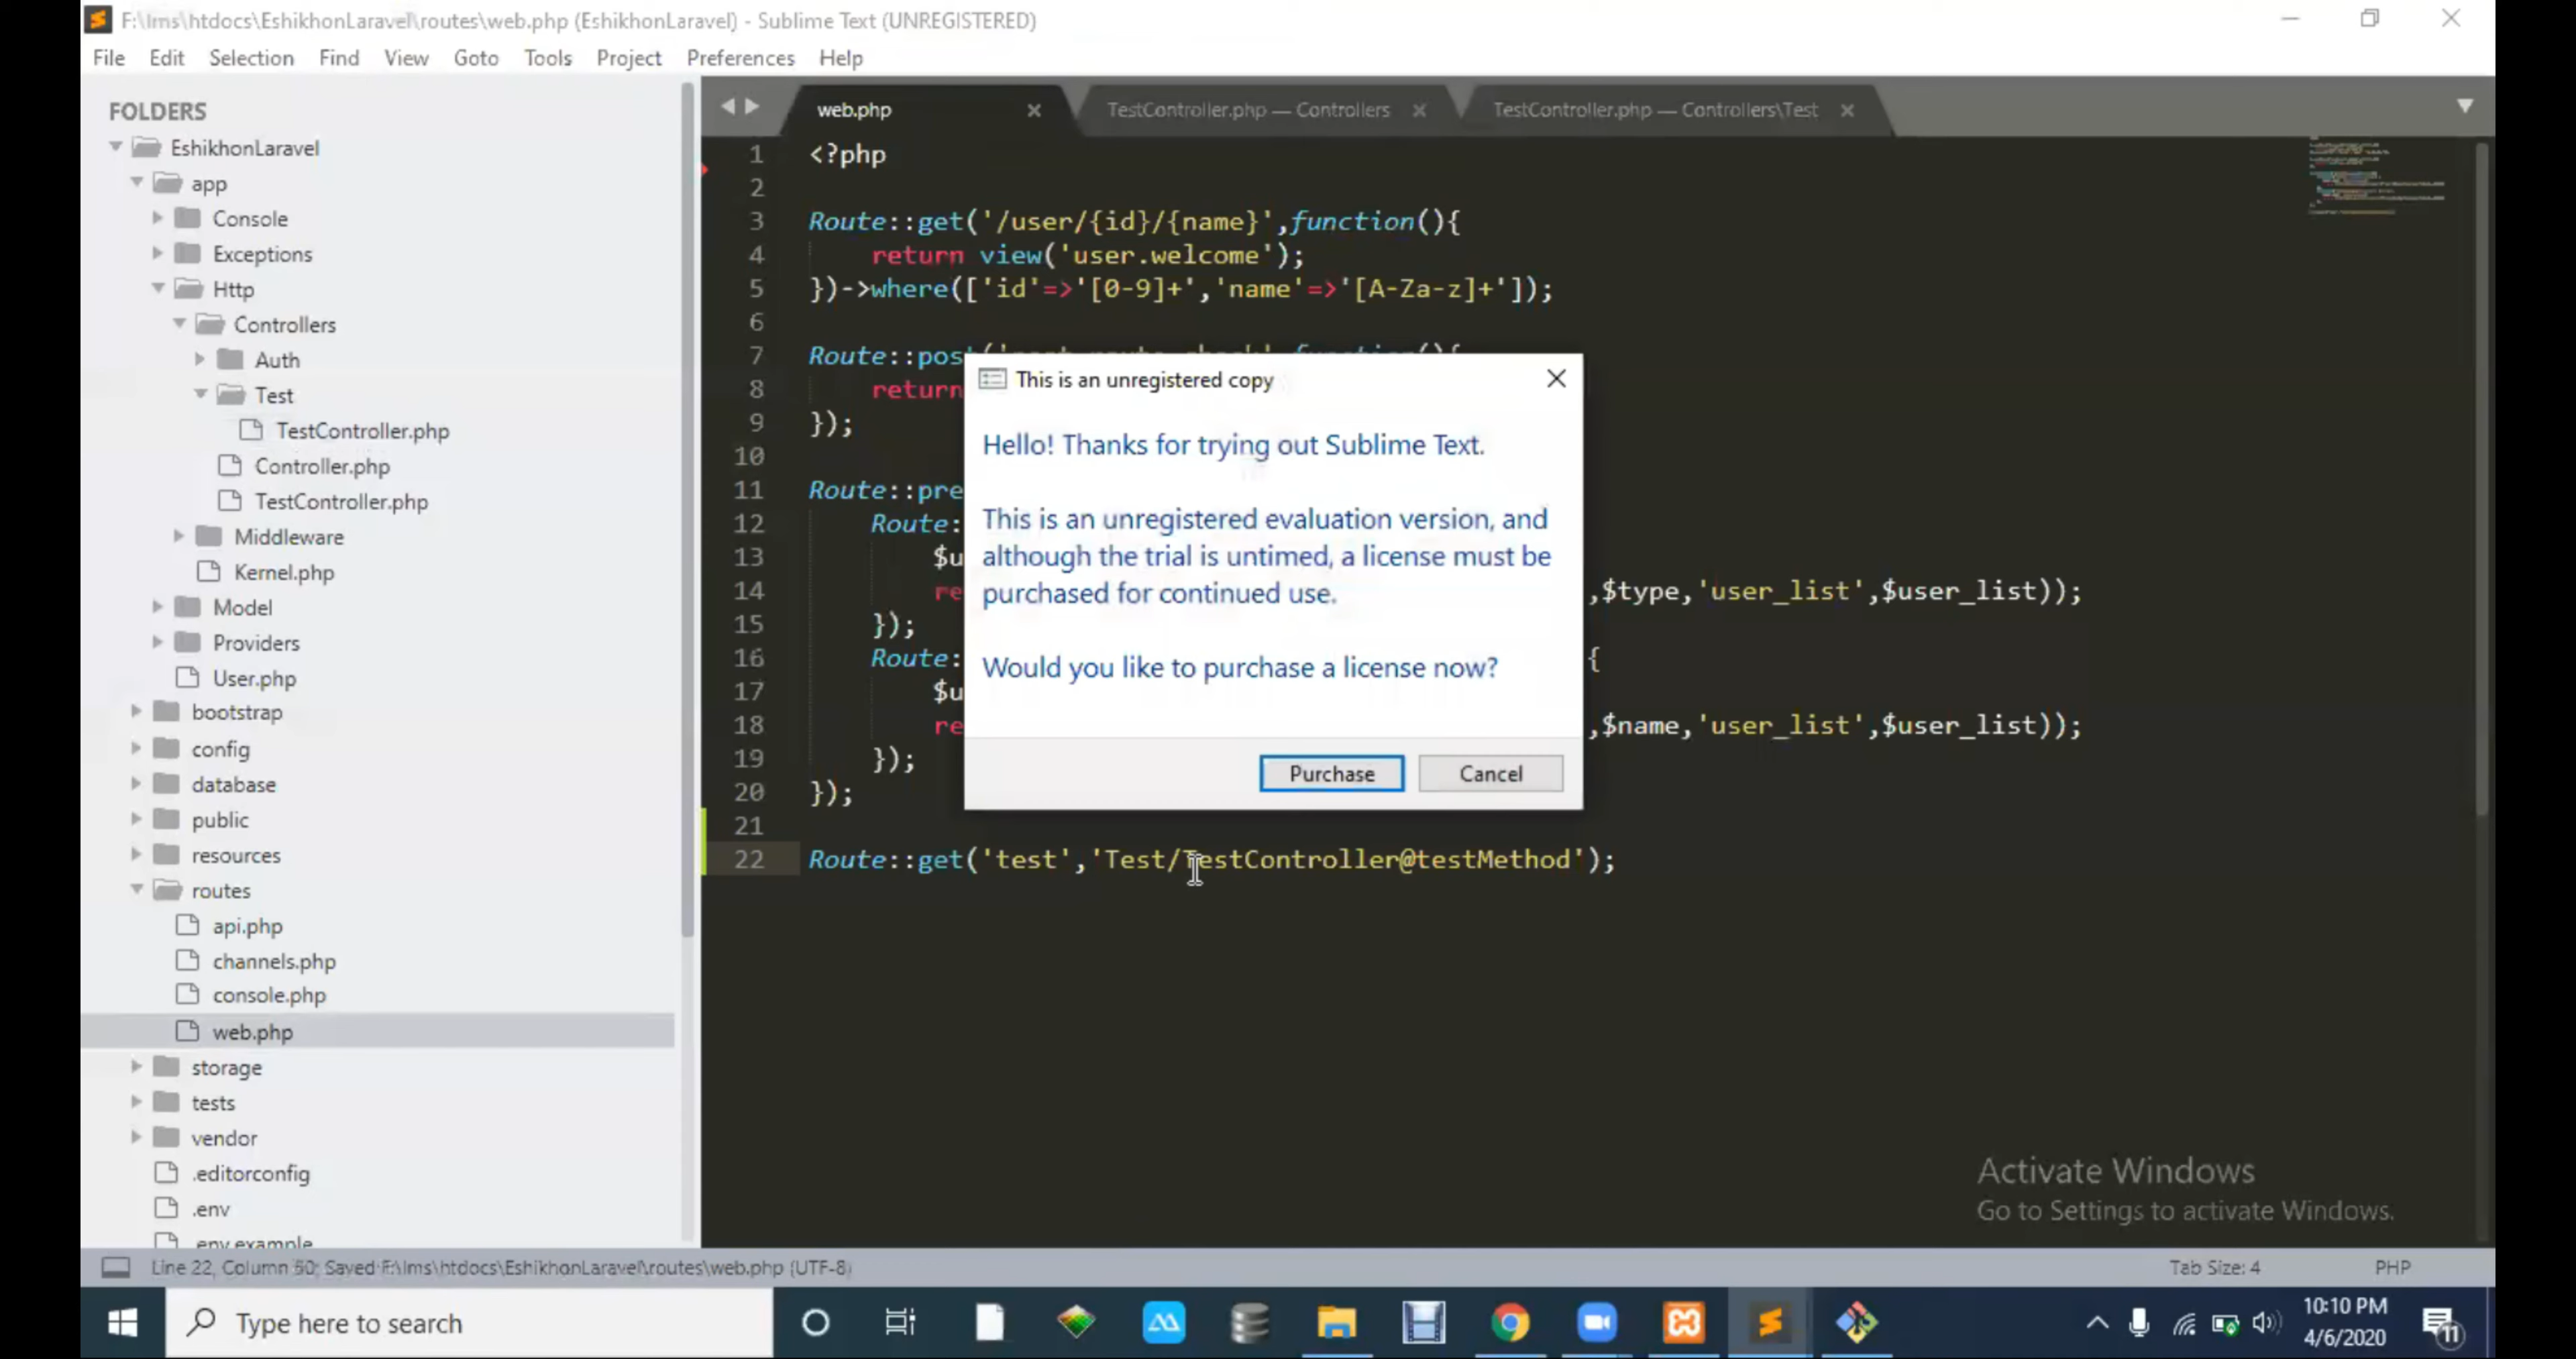 F:\lms\htdocs\EshikhonLaravel\routes\web.php (EshikhonLaravel) - Sublime Text (UNREGISTERED)
File Edit Selection Find View Goto Tools Project Preferences Help
FOLDERS
EshikhonLaravel
app
Console
Exceptions
Http
Controllers
Auth
Test
TestController.php
Controller.php
TestController.php
Middleware
Kernel.php
Model
Providers
User.php
bootstrap
config
database
public
resources
routes
api.php
channels.php
console.php
web.php
storage
tests
vendor
.editorconfig
.env
.env.example
web.php TestController.php — Controllers TestController.php — Controllers\Test
1 <?php
2
3 Route::get('/user/{id}/{name}',function(){
4 return view('user.welcome');
5 })->where(['id'=>'[0-9]+','name'=>'[A-Za-z]+']);
6
7 Route::post
8 return
9 });
10
11 Route::pre
12 Route:
13 $u
14 re ,$type,'user_list',$user_list));
15 });
16 Route: {
17 $u
18 re ,$name,'user_list',$user_list));
19 });
20 });
21
22 Route::get('test','Test/TestController@testMethod');
This is an unregistered copy
Hello! Thanks for trying out Sublime Text.
This is an unregistered evaluation version, and
although the trial is untimed, a license must be
purchased for continued use.
Would you like to purchase a license now?
Purchase Cancel
Activate Windows
Go to Settings to activate Windows.
Line 22, Column 50; Saved F:\lms\htdocs\EshikhonLaravel\routes\web.php (UTF-8) Tab Size: 4 PHP
Type here to search
10:10 PM
4/6/2020
11